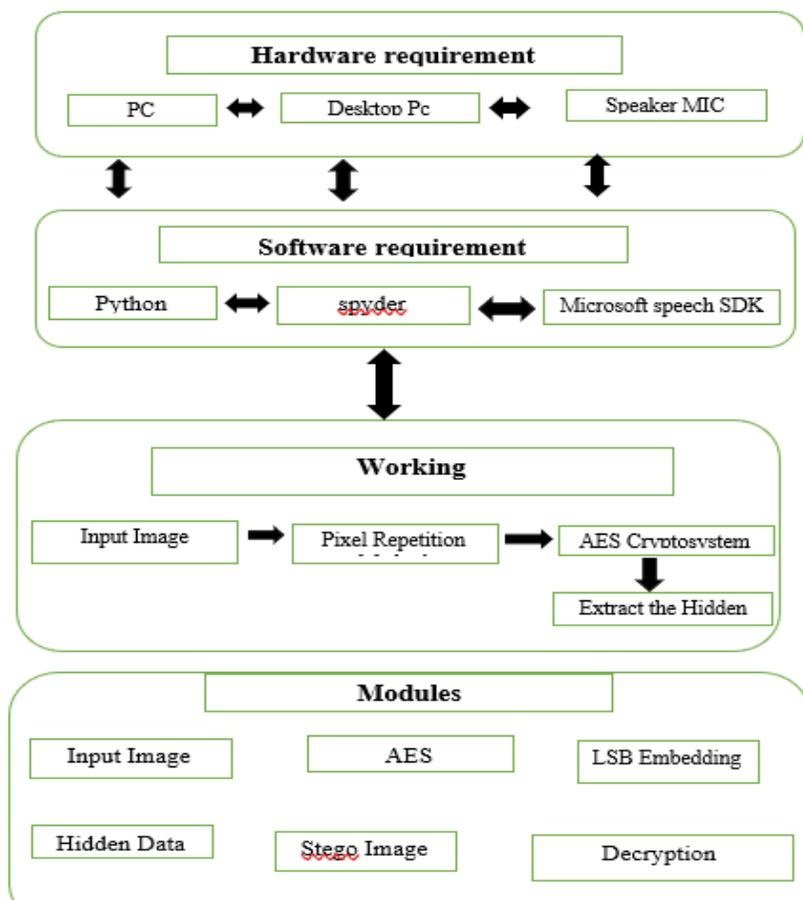 Hardware requirement
PC
Desktop Pc
Speaker MIC
Software requirement
Python
spyder
Microsoft speech SDK
Working
Input Image
Pixel Repetition
AES Cryptosystem
Extract the Hidden
Modules
Input Image
AES
LSB Embedding
Hidden Data
Stego Image
Decryption